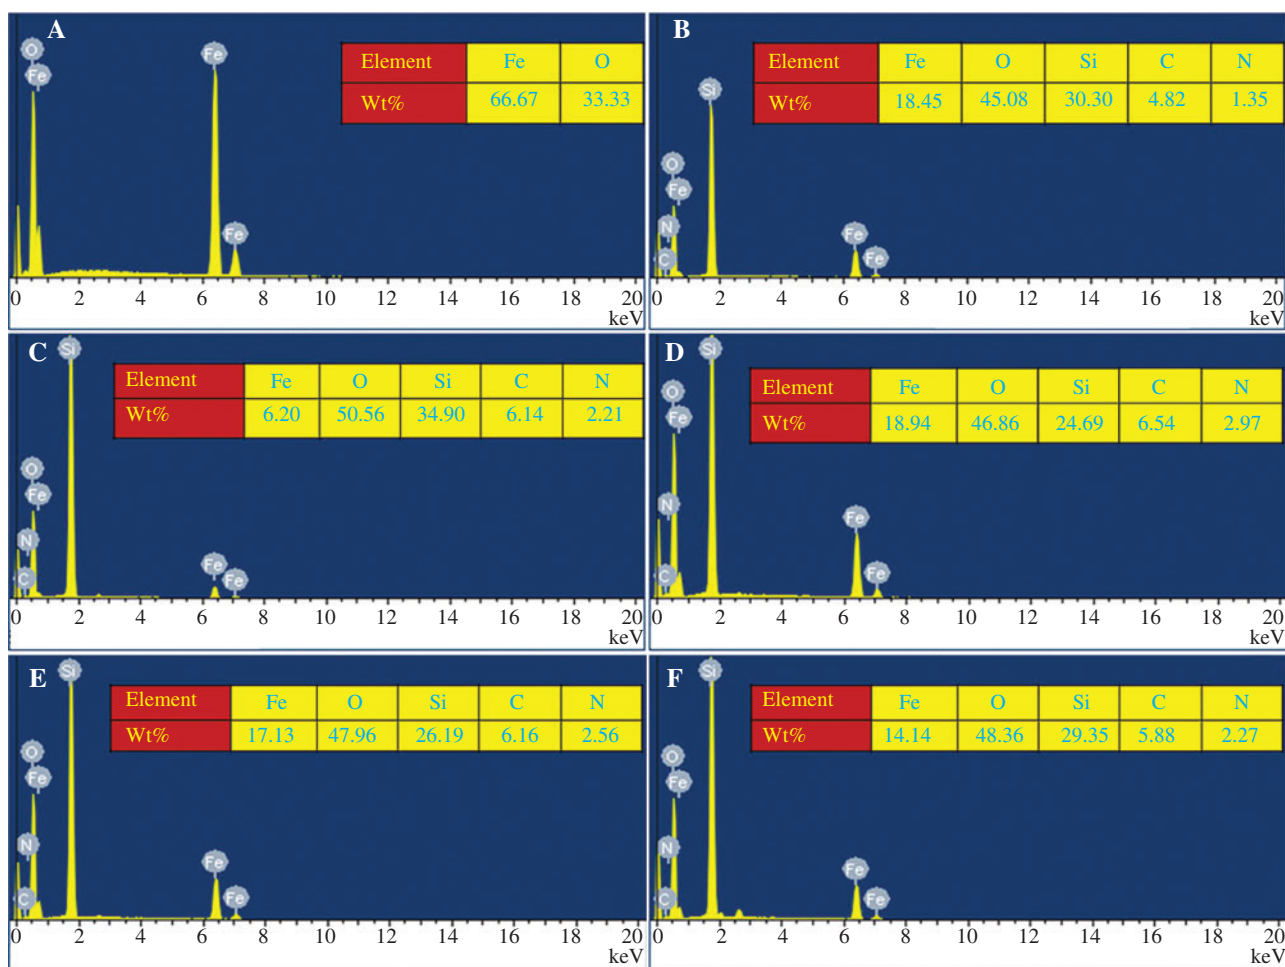 A
O
Fe
Fe
Fe
Element Fe O
Wt% 66.67 33.33
0 2 4 6 8 10 12 14 16 18 20
keV
B
Si
O
Fe
N
C
Fe
Fe
Element Fe O Si C N
Wt% 18.45 45.08 30.30 4.82 1.35
0 2 4 6 8 10 12 14 16 18 20
keV
C
Si
O
Fe
N
C
Fe
Fe
Element Fe O Si C N
Wt% 6.20 50.56 34.90 6.14 2.21
0 2 4 6 8 10 12 14 16 18 20
keV
D
Si
O
Fe
N
C
Fe
Fe
Element Fe O Si C N
Wt% 18.94 46.86 24.69 6.54 2.97
0 2 4 6 8 10 12 14 16 18 20
keV
E
Si
O
Fe
N
C
Fe
Fe
Element Fe O Si C N
Wt% 17.13 47.96 26.19 6.16 2.56
0 2 4 6 8 10 12 14 16 18 20
keV
F
Si
O
Fe
N
C
Fe
Fe
Element Fe O Si C N
Wt% 14.14 48.36 29.35 5.88 2.27
0 2 4 6 8 10 12 14 16 18 20
keV